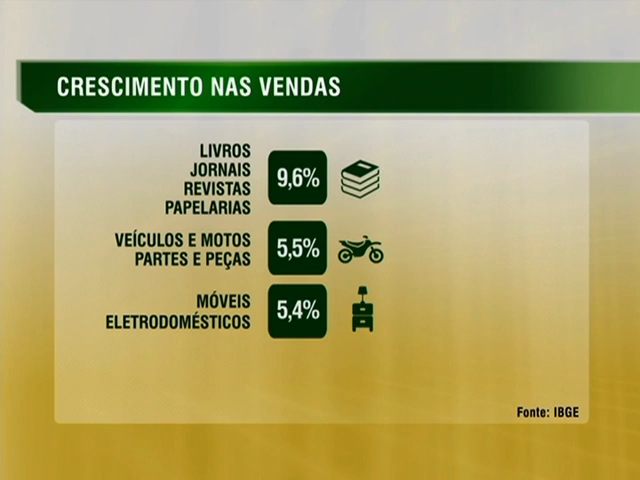 CRESCIMENTO NAS VENDAS
LIVROS
JORNAIS
REVISTAS
PAPELARIAS
9,6%
VEÍCULOS E MOTOS
PARTES E PEÇAS
5,5%
MÓVEIS
ELETRODOMÉSTICOS
5,4%
Fonte: IBGE